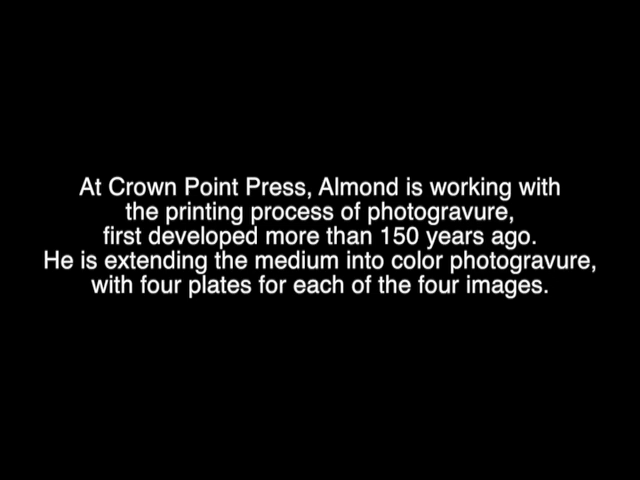 At Crown Point Press, Almond is working with
the printing process of photogravure,
first developed more than 150 years ago.
He is extending the medium into color photogravure,
with four plates for each of the four images.